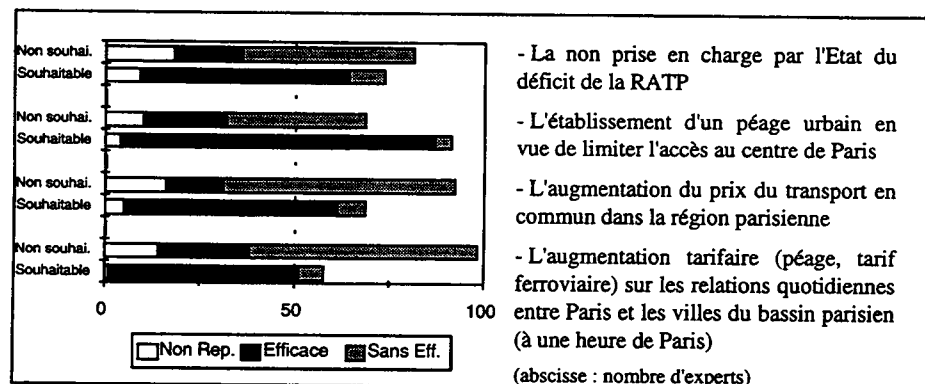 Non souhai.
Souhaitable
Non souhai.
Souhaitable
Non souhai.
Souhaitable
Non souhai.
Souhaitable
0 50 100
Non Rep. Efficace Sans Eff.
- La non prise en charge par l'Etat du
déficit de la RATP
- L'établissement d'un péage urbain en
vue de limiter l'accès au centre de Paris
- L'augmentation du prix du transport en
commun dans la région parisienne
- L'augmentation tarifaire (péage, tarif
ferroviaire) sur les relations quotidiennes
entre Paris et les villes du bassin parisien
(à une heure de Paris)
(abscisse : nombre d'experts)